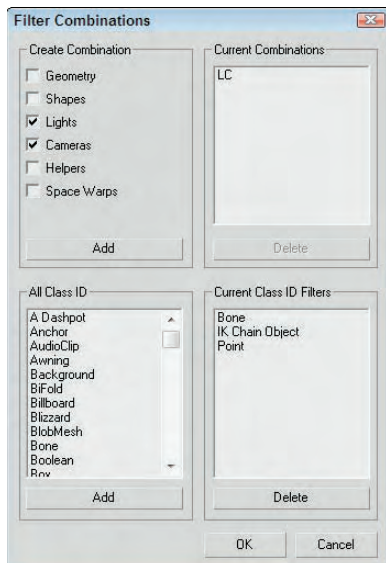 Filter Combinations
Create Combination
Geometry
Shapes
Lights
Cameras
Helpers
Space Warps
Add
Current Combinations
LC
Delete
All Class ID
A Dashpot
Anchor
AudioClip
Awning
Background
BiFold
Billboard
Blizzard
BlobMesh
Bone
Boolean
Box
Add
Current Class ID Filters
Bone
IK Chain Object
Point
Delete
OK
Cancel